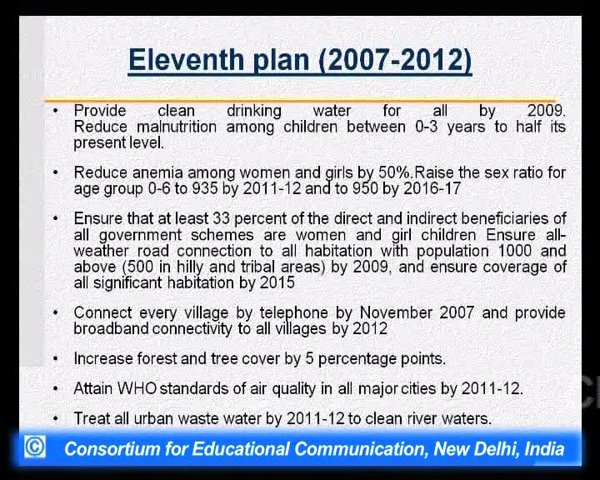 Eleventh plan (2007-2012)
• Provide clean drinking water for all by 2009.
Reduce malnutrition among children between 0-3 years to half its
present level.
• Reduce anemia among women and girls by 50%.Raise the sex ratio for
age group 0-6 to 935 by 2011-12 and to 950 by 2016-17
• Ensure that at least 33 percent of the direct and indirect beneficiaries of
all government schemes are women and girl children Ensure all-
weather road connection to all habitation with population 1000 and
above (500 in hilly and tribal areas) by 2009, and ensure coverage of
all significant habitation by 2015
• Connect every village by telephone by November 2007 and provide
broadband connectivity to all villages by 2012
• Increase forest and tree cover by 5 percentage points.
• Attain WHO standards of air quality in all major cities by 2011-12.
• Treat all urban waste water by 2011-12 to clean river waters.
© Consortium for Educational Communication, New Delhi, India